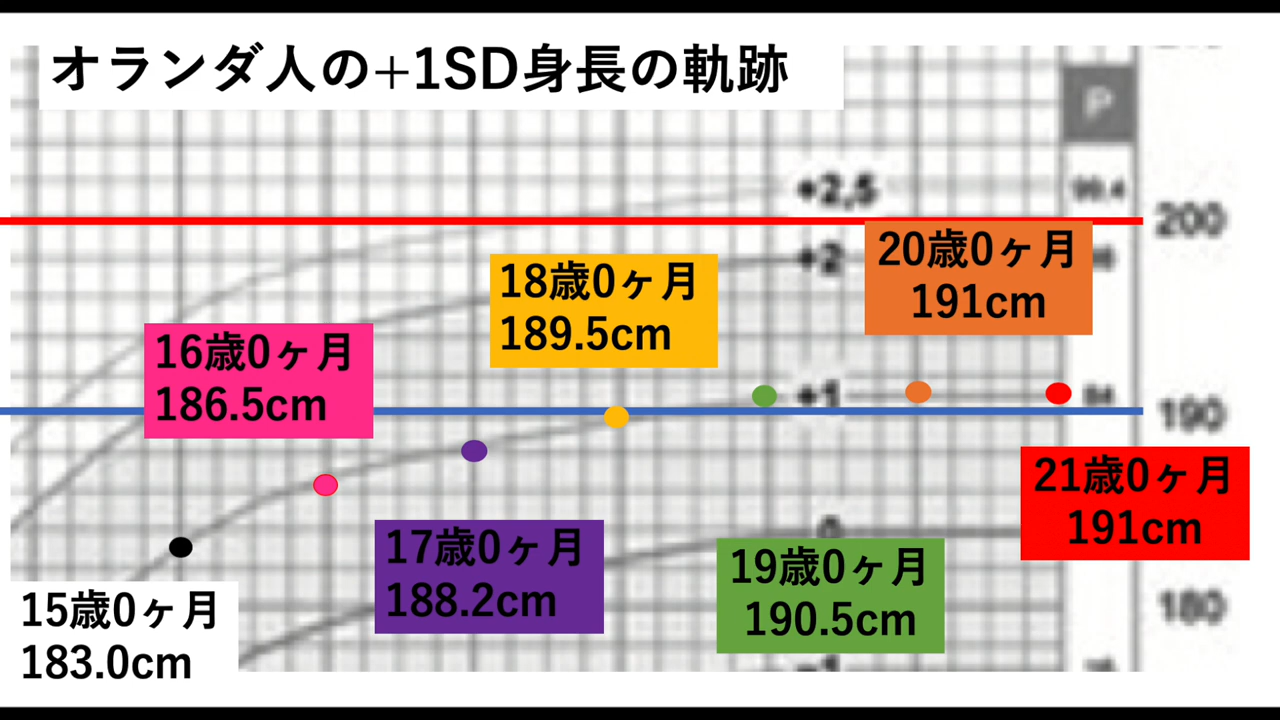 オランダ人の+1SD身長の軌跡
P
+2,5
99,4
200
20歳0ヶ月
191cm
+2
18歳0ヶ月
189.5cm
16歳0ヶ月
186.5cm
+1
84
190
21歳0ヶ月
191cm
17歳0ヶ月
188.2cm
0
19歳0ヶ月
190.5cm
180
15歳0ヶ月
183.0cm